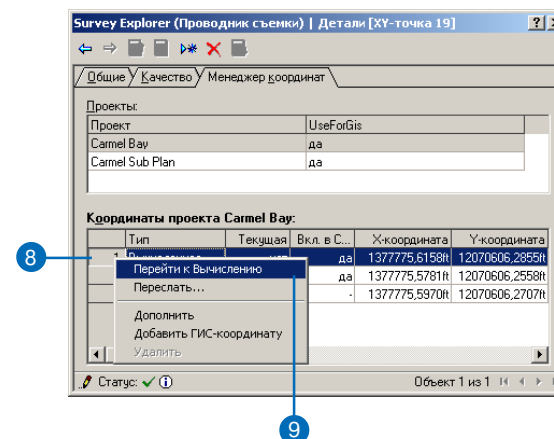 Survey Explorer (Проводник съемки) | Детали [XY-точка 19]
Общие Качество Менеджер координат
Проекты:
Проект UseForGis
Carmel Bay да
Carmel Sub Plan да
Координаты проекта Carmel Bay:
Тип Текущая Вкл. в С... X-координата Y-координата
8
1 да 1377775,6158ft 12070606,2855ft
Перейти к Вычислению
да 1377775,5781ft 12070606,2558ft
Переслать...
- 1377775,5970ft 12070606,2707ft
Дополнить
Добавить ГИС-координату
Удалить
Статус: Объект 1 из 1
9